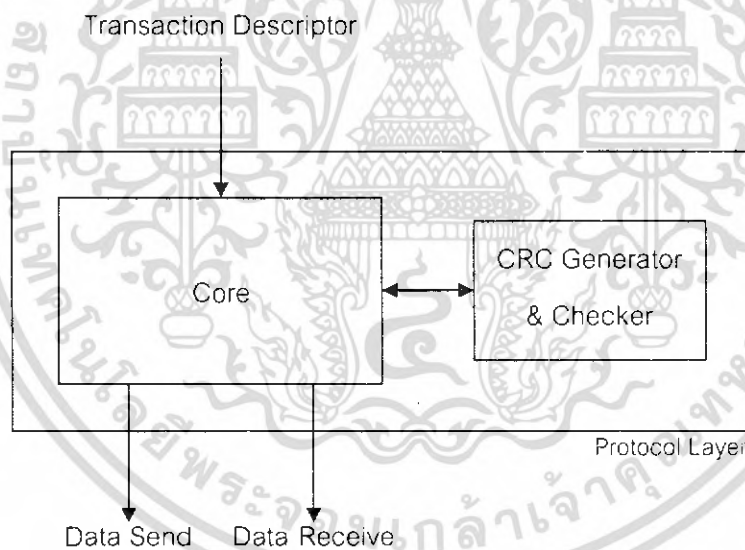 Transaction Descriptor
Core
CRC Generator
& Checker
Protocol Layer
Data Send
Data Receive